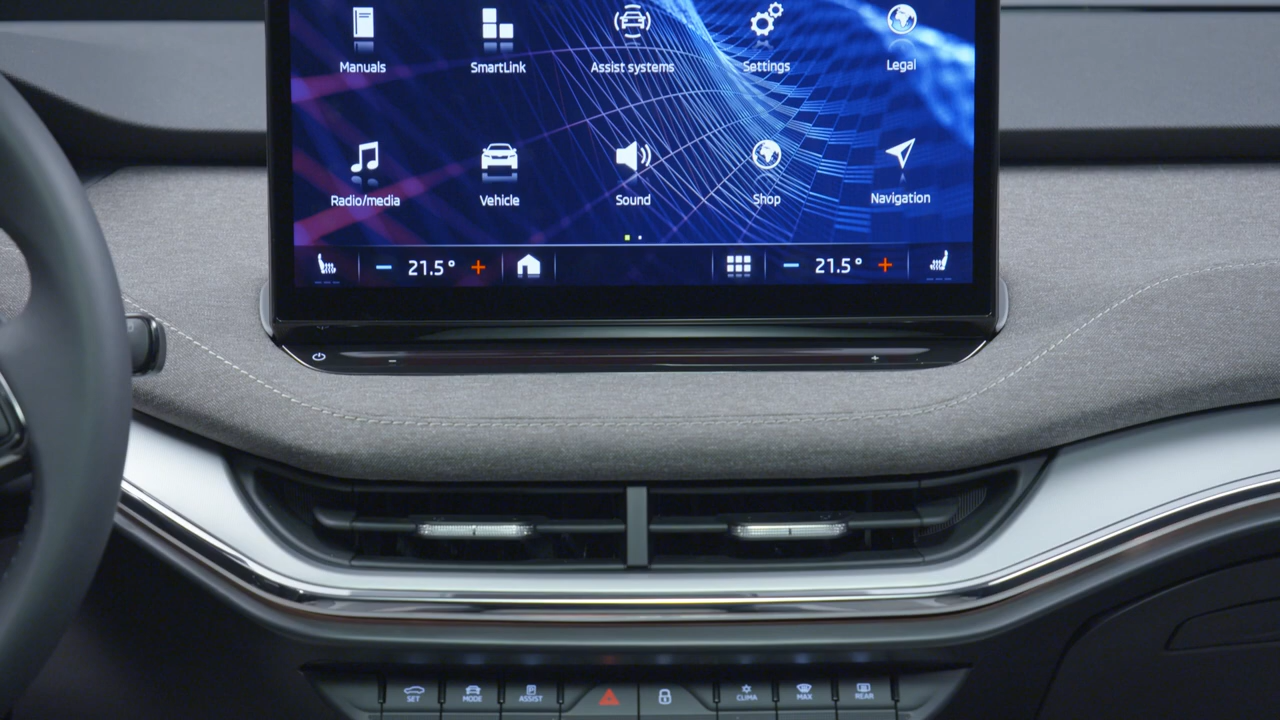 Manuals SmartLink Assist systems Settings Legal
Radio/media Vehicle Sound Shop Navigation
− 21.5° + − 21.5° +
− +
SET MODE ASSIST CLIMA MAX REAR